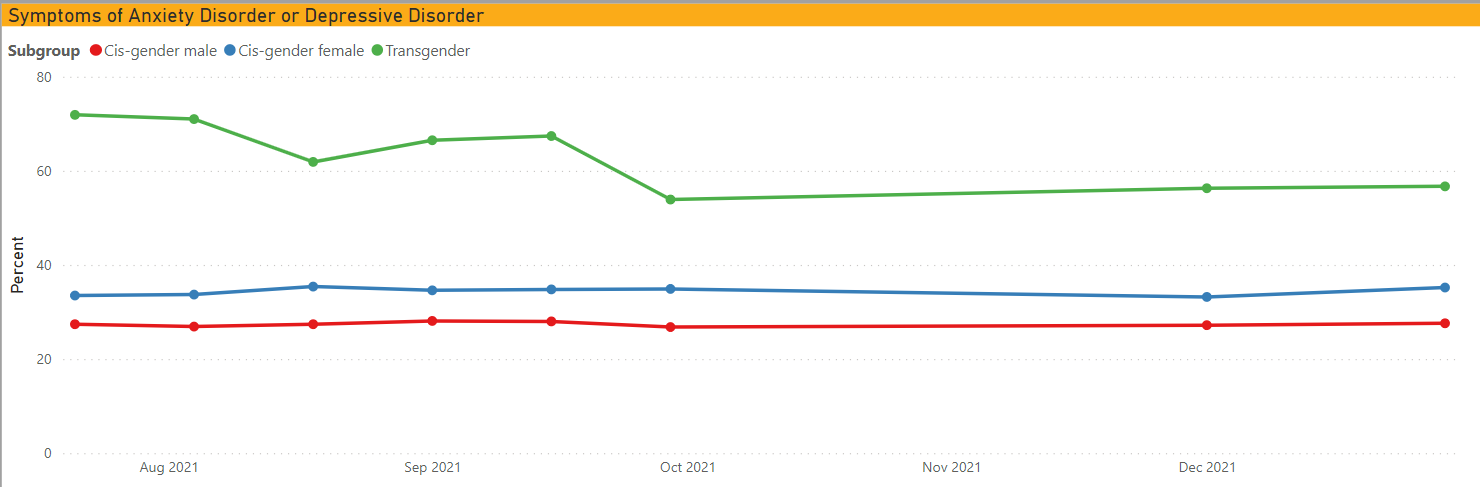 Symptoms of Anxiety Disorder or Depressive Disorder
Subgroup Cis-gender male Cis-gender female Transgender
80
60
40
20
0
Percent
Aug 2021 Sep 2021 Oct 2021 Nov 2021 Dec 2021